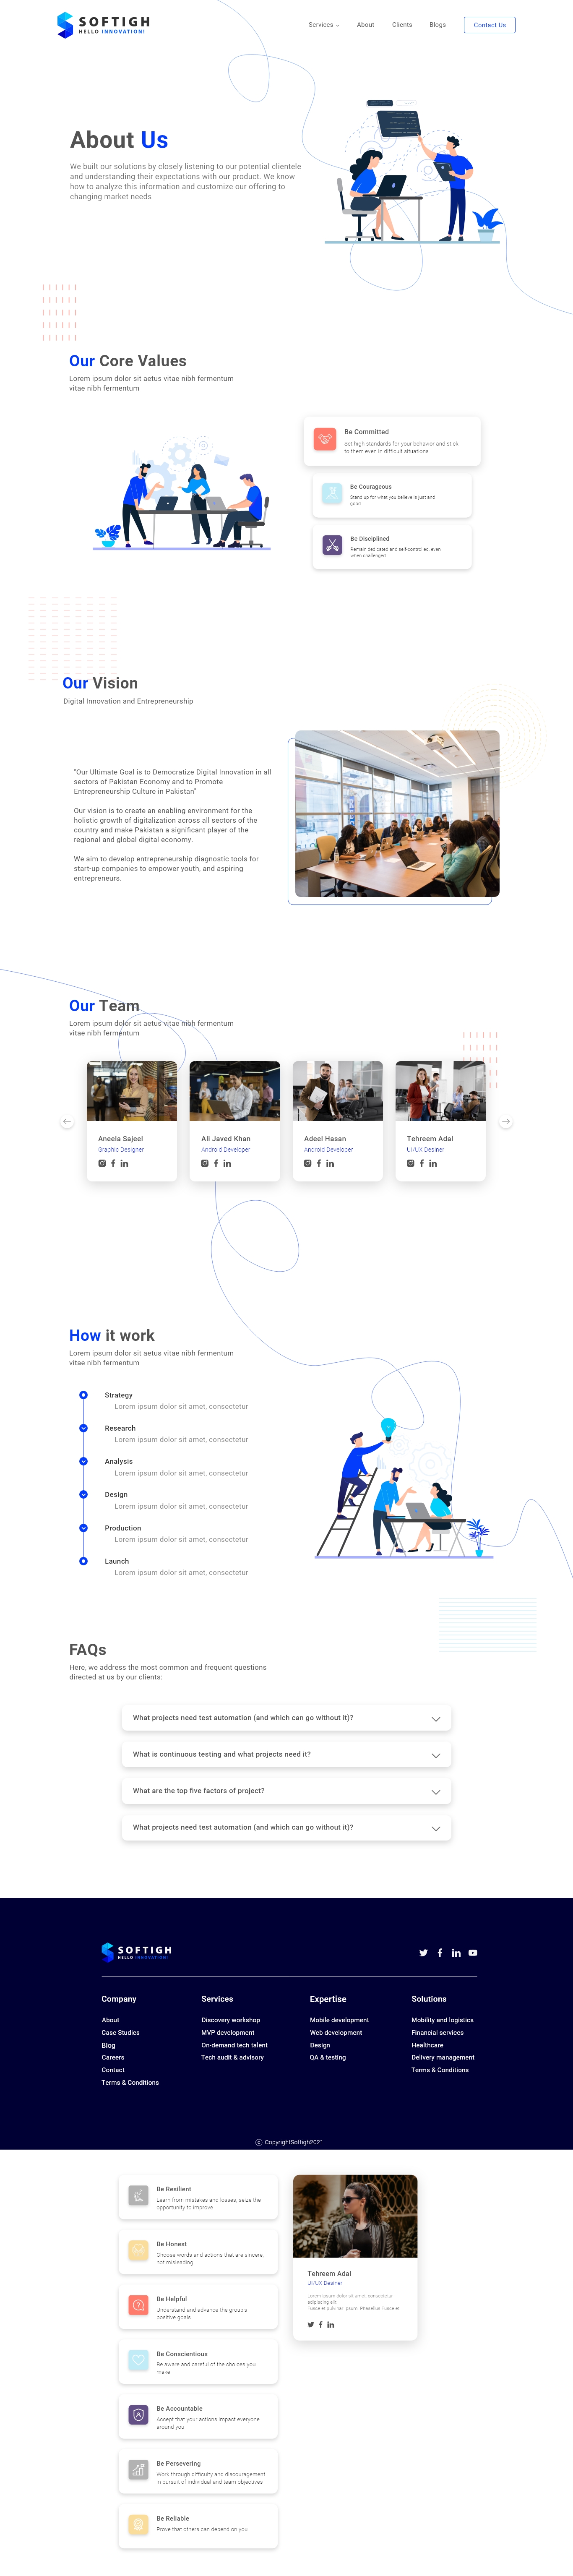 SOFTIGH
HELLO INNOVATION!
Services
About
Clients
Blogs
Contact Us
About Us
We built our solutions by closely listening to our potential clientele
and understanding their expectations with our product. We know
how to analyze this information and customize our offering to
changing market needs
Our Core Values
Lorem ipsum dolor sit aetus vitae nibh fermentum
vitae nibh fermentum
Be Committed
Set high standards for your behavior and stick
to them even in difficult situations
Be Courageous
Stand up for what you believe is just and
good
Be Disciplined
Remain dedicated and self-controlled, even
when challenged
Our Vision
Digital Innovation and Entrepreneurship
"Our Ultimate Goal is to Democratize Digital Innovation in all
sectors of Pakistan Economy and to Promote
Entrepreneurship Culture in Pakistan"
Our vision is to create an enabling environment for the
holistic growth of digitalization across all sectors of the
country and make Pakistan a significant player of the
regional and global digital economy.
We aim to develop entrepreneurship diagnostic tools for
start-up companies to empower youth, and aspiring
entrepreneurs.
Our Team
Lorem ipsum dolor sit aetus vitae nibh fermentum
vitae nibh fermentum
Aneela Sajeel
Graphic Designer
Ali Javed Khan
Android Developer
Adeel Hasan
Android Developer
Tehreem Adal
UI/UX Desiner
How it work
Lorem ipsum dolor sit aetus vitae nibh fermentum
vitae nibh fermentum
Strategy
Lorem ipsum dolor sit amet, consectetur
Research
Lorem ipsum dolor sit amet, consectetur
Analysis
Lorem ipsum dolor sit amet, consectetur
Design
Lorem ipsum dolor sit amet, consectetur
Production
Lorem ipsum dolor sit amet, consectetur
Launch
Lorem ipsum dolor sit amet, consectetur
FAQs
Here, we address the most common and frequent questions
directed at us by our clients:
What projects need test automation (and which can go without it)?
What is continuous testing and what projects need it?
What are the top five factors of project?
What projects need test automation (and which can go without it)?
SOFTIGH
HELLO INNOVATION!
Company
About
Case Studies
Blog
Careers
Contact
Terms & Conditions
Services
Discovery workshop
MVP development
On-demand tech talent
Tech audit & advisory
Expertise
Mobile development
Web development
Design
QA & testing
Solutions
Mobility and logistics
Financial services
Healthcare
Delivery management
Terms & Conditions
© CopyrightSoftigh2021
Be Resilient
Learn from mistakes and losses, seize the
opportunity to improve
Be Honest
Choose words and actions that are sincere,
not misleading
Be Helpful
Understand and advance the group's
positive goals
Be Conscientious
Be aware and careful of the choices you
make
Be Accountable
Accept that your actions impact everyone
around you
Be Persevering
Work through difficulty and discouragement
in pursuit of individual and team objectives
Be Reliable
Prove that others can depend on you
Tehreem Adal
UI/UX Desiner
Lorem ipsum dolor sit amet, consectetur
adipiscing elit.
Fusce et pulvinar ipsum. Phasellus Fusce et